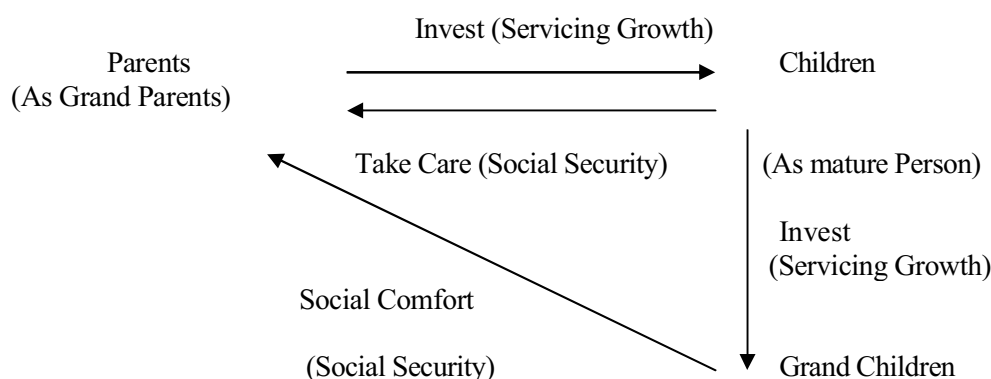 Invest (Servicing Growth)
Parents
(As Grand Parents)
Children
Take Care (Social Security)
(As mature Person)
Invest
(Servicing Growth)
Social Comfort
(Social Security)
Grand Children